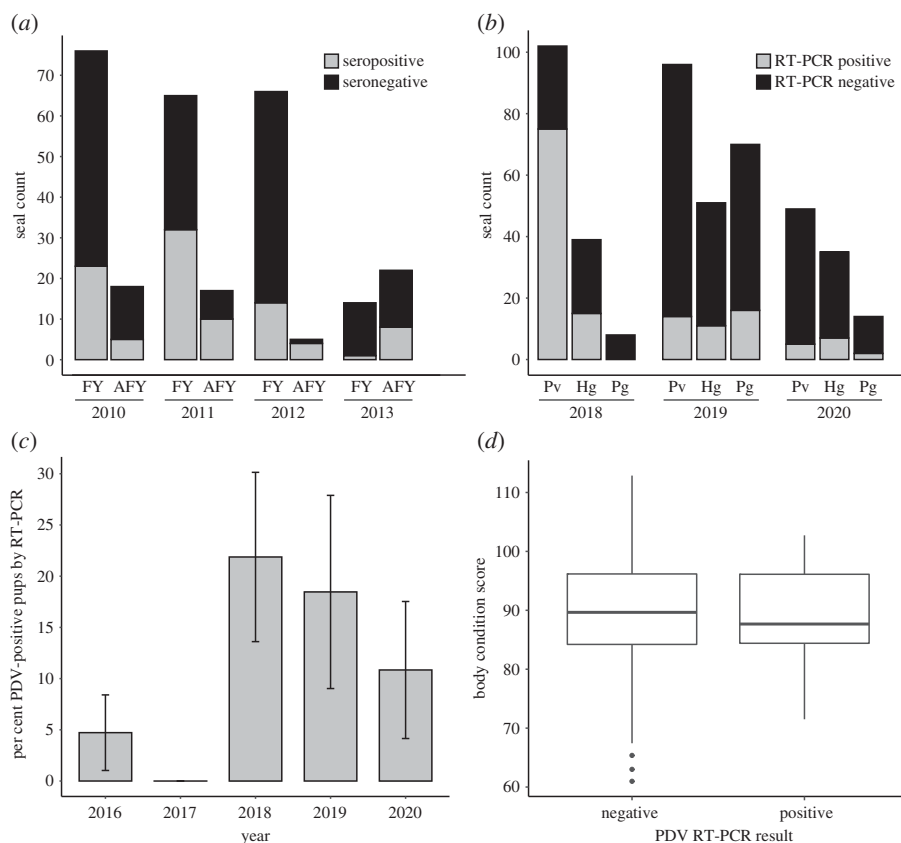 (a)
seropositive
seronegative
seal count
70
60
50
40
30
20
10
0
FY AFY FY AFY FY AFY FY AFY
2010 2011 2012 2013
(b)
RT-PCR positive
RT-PCR negative
seal count
100
80
60
40
20
0
Pv Hg Pg Pv Hg Pg Pv Hg Pg
2018 2019 2020
(c)
per cent PDV-positive pups by RT-PCR
30
25
20
15
10
5
0
2016 2017 2018 2019 2020
year
(d)
body condition score
110
100
90
80
70
60
negative positive
PDV RT-PCR result